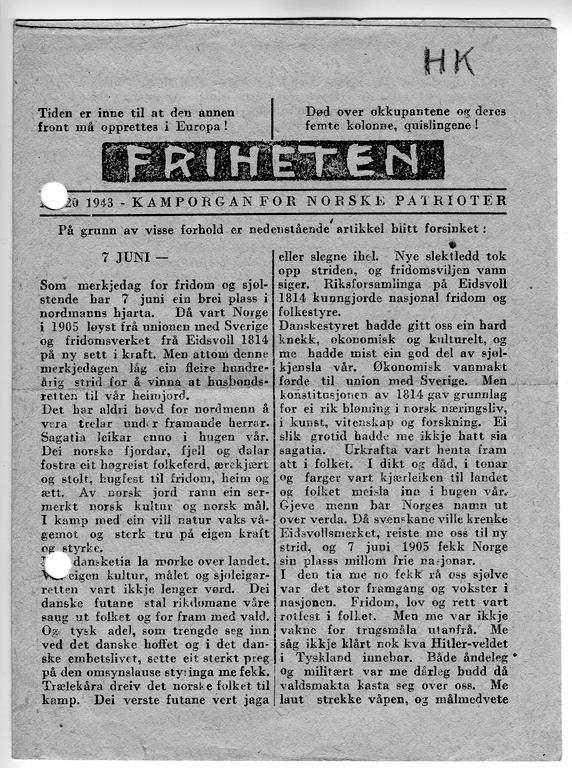 HK
Tiden er inne til at den annen
front må opprettes i Europa !
Død over okkupantene og deres
femte kolonne, quislingene !
FRIHETEN
20 1943 - KAMPORGAN FOR NORSKE PATRIOTER
På grunn av visse forhold er nedenstående artikkel blitt forsinket :
7 JUNI —
Som merkjedag for fridom og sjøl-
stende har 7 juni ein brei plass i
nordmanns hjarta. Då vart Norge
i 1905 løyst frå unionen med Sverige
og fridomsverket frå Eidsvoll 1814
på ny sett i kraft. Men attom denne
merkjedagen låg ein fleire hundre-
årig strid for å vinna at husbonds-
retten til vår heimjord.
Det har aldri høvd for nordmenn å
vera trelar under framande herrar.
Sagatia leikar enno i hugen vår.
Dei norske fjordar, fjell og dalar
fostra eit høgreist folkeferd, ærekjært
og stolt, hugfest til fridom, heim og
ætt. Av norsk jord rann ein ser-
merkt norsk kultur og norsk mål.
I kamp med ein vill natur vaks vå-
gemot og sterk tru på eigen kraft
og styrke.
dansketia la mørke over landet.
eigen kultur, målet og sjøleigar-
retten vart ikkje lenger vørd. Dei
danske futane stal rikdomane våre
saug ut folket og for fram med vald.
Og tysk adel, som trengde seg inn
ved det danske hoffet og i det dan-
ske embetslivet, sette eit sterkt preg
på den omsynslause styringa me fekk.
Trælekåra dreiv det norske folket til
kamp. Dei verste futane vert jaga
eller slegne ihel. Nye slektledd tok
opp striden, og fridomsviljen vann
siger. Riksforsamlinga på Eidsvoll
1814 kunngjorde nasjonal fridom og
folkestyre.
Danskestyret hadde gitt oss ein hard
knekk, økonomisk og kulturelt, og
me hadde mist ein god del av sjøl-
kjensla vår. Økonomisk vanmakt
førde til union med Sverige. Men
konstitusjonen av 1814 gav grunnlag
for ei rik bløming i norsk næringsliv,
i kunst, vitenskap og forskning. Ei
slik grotid hadde me ikkje hatt sia
sagatia. Urkrafta vart henta fram
att i folket. I dikt og dåd, i tonar
og farger vart kjærleiken til landet
og folket meisla inn i hugen vår.
Gjeve menn bar Norges namn ut
over verda. Då svenskane ville krenke
Eidsvollsmerket, reiste me oss til ny
strid, og 7 juni 1905 fekk Norge
sin plass millom frie nasjonar.
I den tia me no fekk rå oss sjølve
var det stor framgang og vokster i
nasjonen. Fridom, lov og rett vart
rotfest i folket. Men me var ikkje
vakne for trugsmåla utanfrå. Me
såg ikkje klårt nok kva Hitler-veldet
i Tyskland innebar. Både åndeleg
og militært var me dårleg budd då
valdsmakta kasta seg over oss. Me
laut strekke våpen, og målmedvete